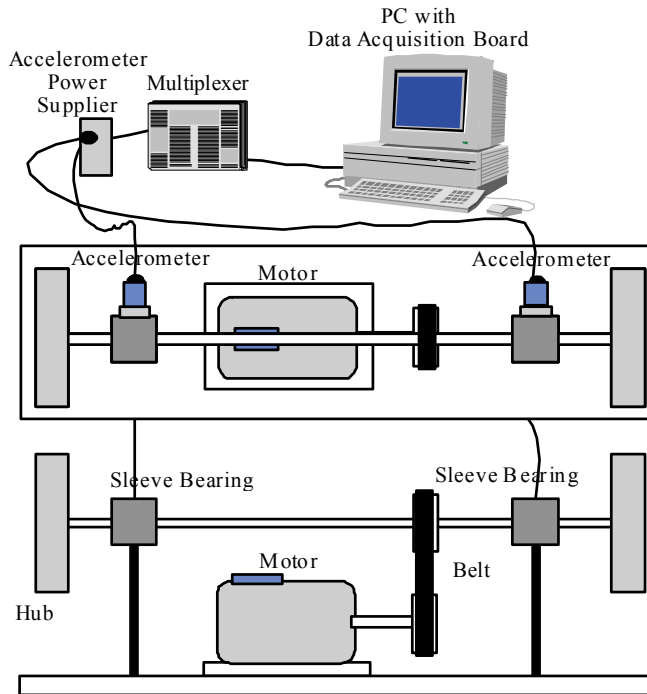 PC with
Data Acquisition Board
Accelerometer
Power
Supplier
Multiplexer
Accelerometer
Motor
Accelerometer
Sleeve Bearing
Sleeve Bearing
Motor
Belt
Hub